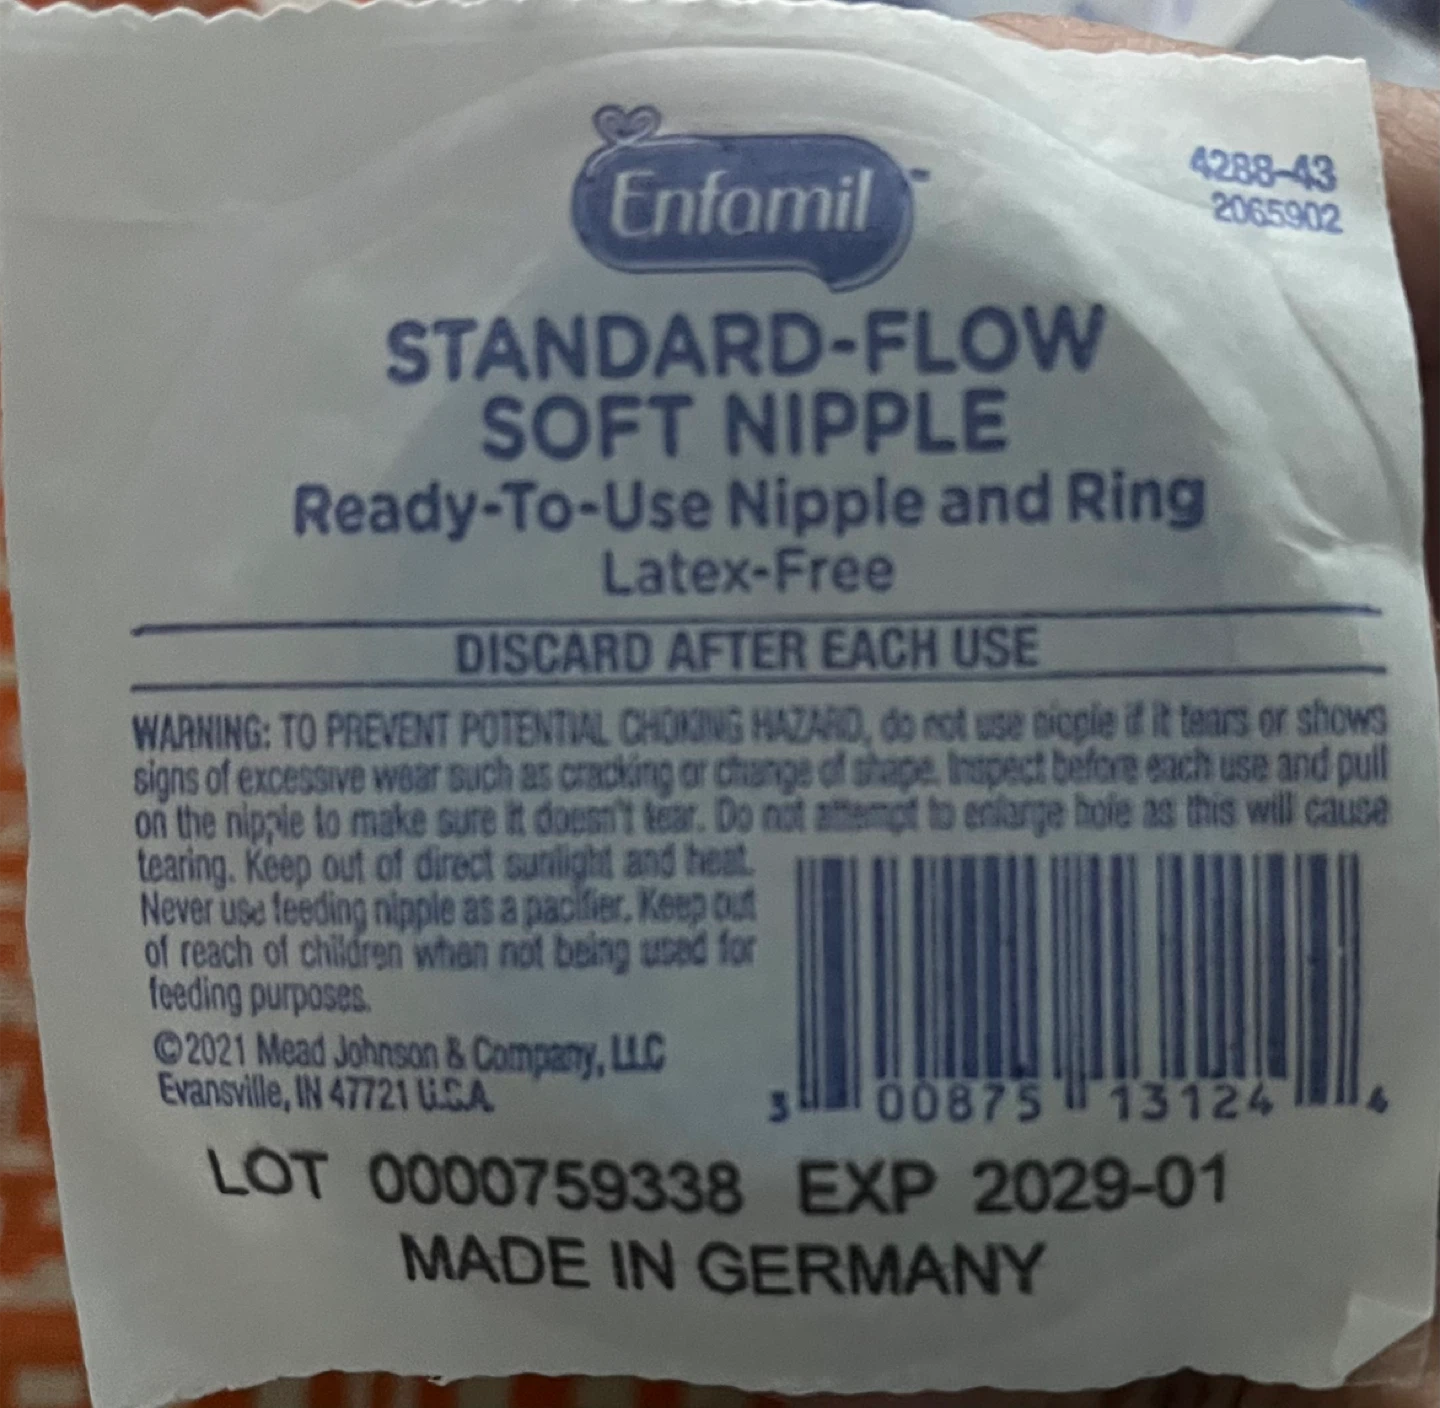 Enfamil™
4288-43
2065902
STANDARD-FLOW
SOFT NIPPLE
Ready-To-Use Nipple and Ring
Latex-Free
DISCARD AFTER EACH USE
WARNING: TO PREVENT POTENTIAL CHOKING HAZARD, do not use nipple if it tears or shows
signs of excessive wear such as cracking or change of shape. Inspect before each use and pull
on the nipple to make sure it doesn't tear. Do not attempt to enlarge hole as this will cause
tearing. Keep out of direct sunlight and heat.
Never use feeding nipple as a pacifier. Keep out
of reach of children when not being used for
feeding purposes.
©2021 Mead Johnson & Company, LLC
Evansville, IN 47721 U.S.A.
3 00875 13124 4
LOT 0000759338 EXP 2029-01
MADE IN GERMANY